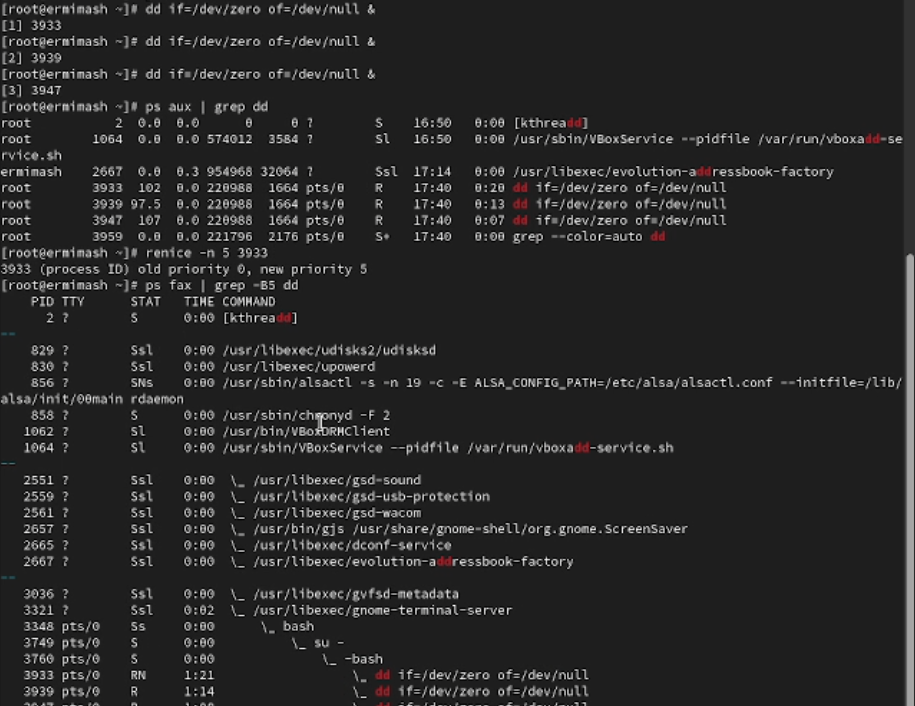 [root@ermimash ~]# dd if=/dev/zero of=/dev/null &
[1] 3933
[root@ermimash ~]# dd if=/dev/zero of=/dev/null &
[2] 3939
[root@ermimash ~]# dd if=/dev/zero of=/dev/null &
[3] 3947
[root@ermimash ~]# ps aux | grep dd
root 2 0.0 0.0 0 0 ? S 16:50 0:00 [kthreadd]
root 1064 0.0 0.0 574012 3584 ? Sl 16:50 0:00 /usr/sbin/VBoxService --pidfile /var/run/vboxadd-se
rvice.sh
ermimash 2667 0.0 0.3 954968 32064 ? Ssl 17:14 0:00 /usr/libexec/evolution-addressbook-factory
root 3933 102 0.0 220988 1664 pts/0 R 17:40 0:20 dd if=/dev/zero of=/dev/null
root 3939 97.5 0.0 220988 1664 pts/0 R 17:40 0:13 dd if=/dev/zero of=/dev/null
root 3947 107 0.0 220988 1664 pts/0 R 17:40 0:07 dd if=/dev/zero of=/dev/null
root 3959 0.0 0.0 221796 2176 pts/0 S+ 17:40 0:00 grep --color=auto dd
[root@ermimash ~]# renice -n 5 3933
3933 (process ID) old priority 0, new priority 5
[root@ermimash ~]# ps fax | grep -B5 dd
PID TTY STAT TIME COMMAND
2 ? S 0:00 [kthreadd]
--
829 ? Ssl 0:00 /usr/libexec/udisks2/udisksd
830 ? Ssl 0:00 /usr/libexec/upowerd
856 ? SNs 0:00 /usr/sbin/alsactl -s -n 19 -c -E ALSA_CONFIG_PATH=/etc/alsa/alsactl.conf --initfile=/lib/
alsa/init/00main rdaemon
858 ? S 0:00 /usr/sbin/chronyd -F 2
1062 ? Sl 0:00 /usr/bin/VBoxDRMClient
1064 ? Sl 0:00 /usr/sbin/VBoxService --pidfile /var/run/vboxadd-service.sh
--
2551 ? Ssl 0:00 \_ /usr/libexec/gsd-sound
2559 ? Ssl 0:00 \_ /usr/libexec/gsd-usb-protection
2561 ? Ssl 0:00 \_ /usr/libexec/gsd-wacom
2657 ? Ssl 0:00 \_ /usr/bin/gjs /usr/share/gnome-shell/org.gnome.ScreenSaver
2665 ? Ssl 0:00 \_ /usr/libexec/dconf-service
2667 ? Ssl 0:00 \_ /usr/libexec/evolution-addressbook-factory
--
3036 ? Ssl 0:00 \_ /usr/libexec/gvfsd-metadata
3321 ? Ssl 0:02 \_ /usr/libexec/gnome-terminal-server
3348 pts/0 Ss 0:00 \_ bash
3749 pts/0 S 0:00 \_ su -
3760 pts/0 S 0:00 \_ -bash
3933 pts/0 RN 1:21 \_ dd if=/dev/zero of=/dev/null
3939 pts/0 R 1:14 \_ dd if=/dev/zero of=/dev/null